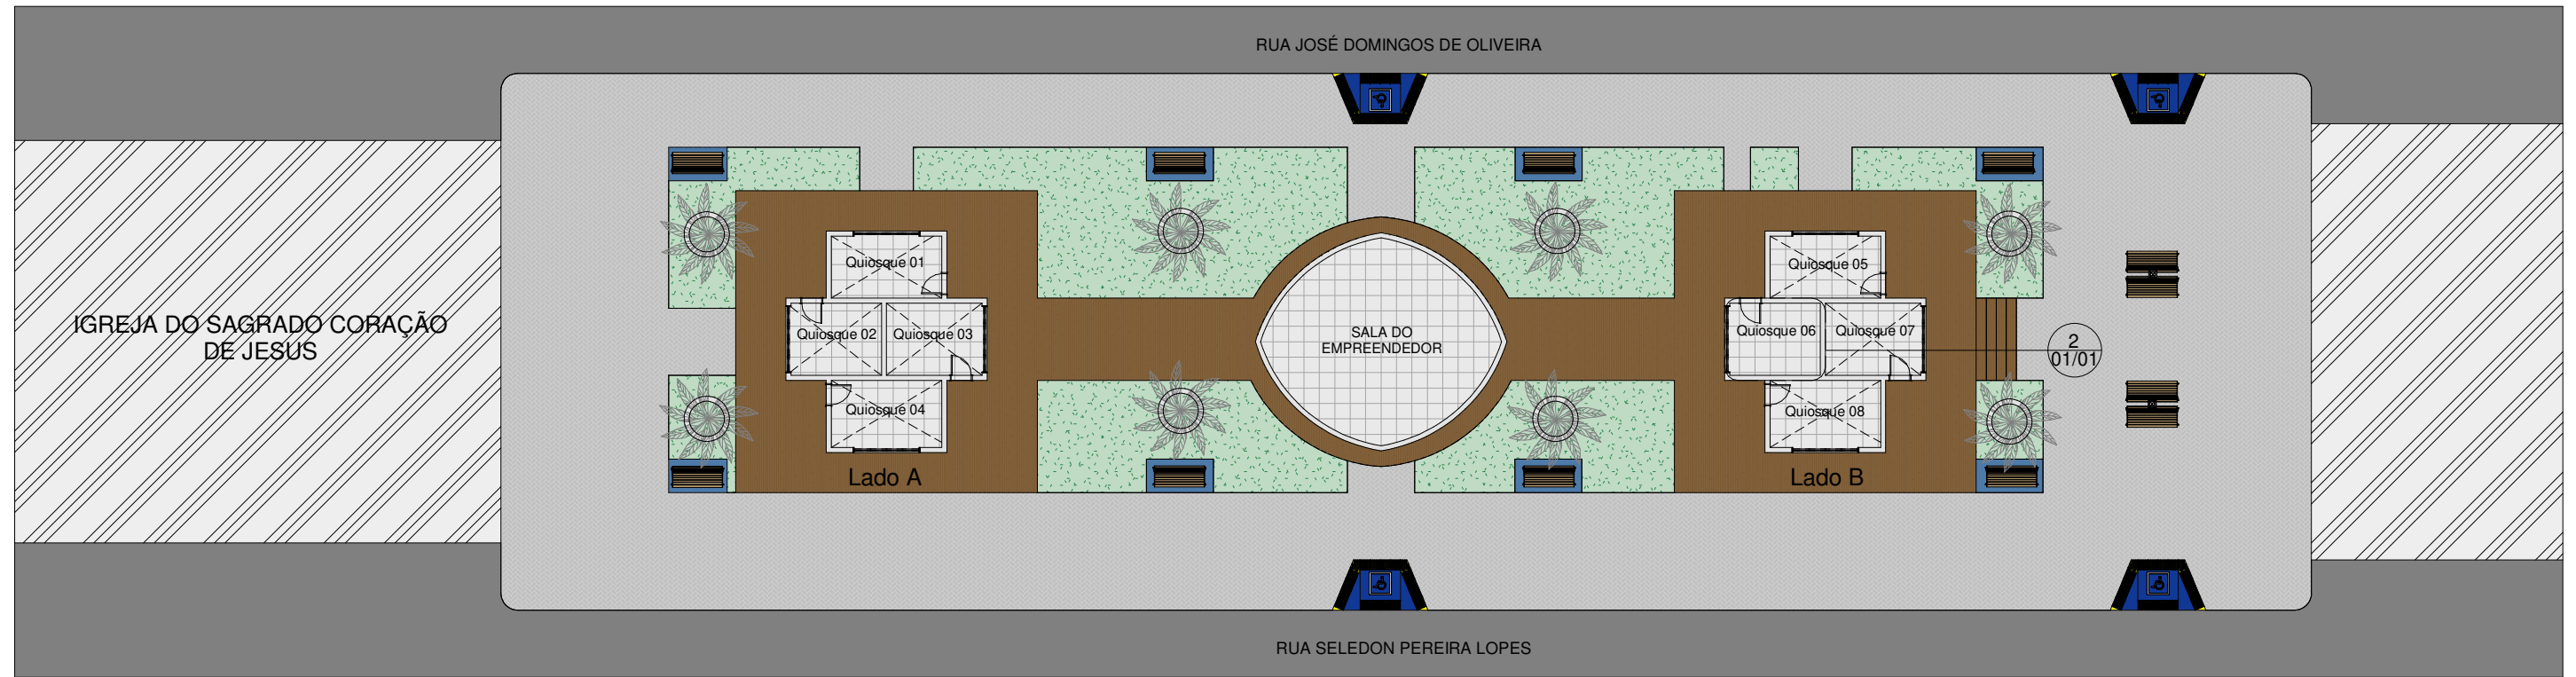 RUA JOSÉ DOMINGOS DE OLIVEIRA
IGREJA DO SAGRADO CORAÇÃO
DE JESUS
Quiosque 01
Quiosque 02
Quiosque 03
Quiosque 04
Lado A
SALA DO
EMPREENDEDOR
Quiosque 05
Quiosque 06
Quiosque 07
Quiosque 08
Lado B
2
01/01
RUA SELEDON PEREIRA LOPES